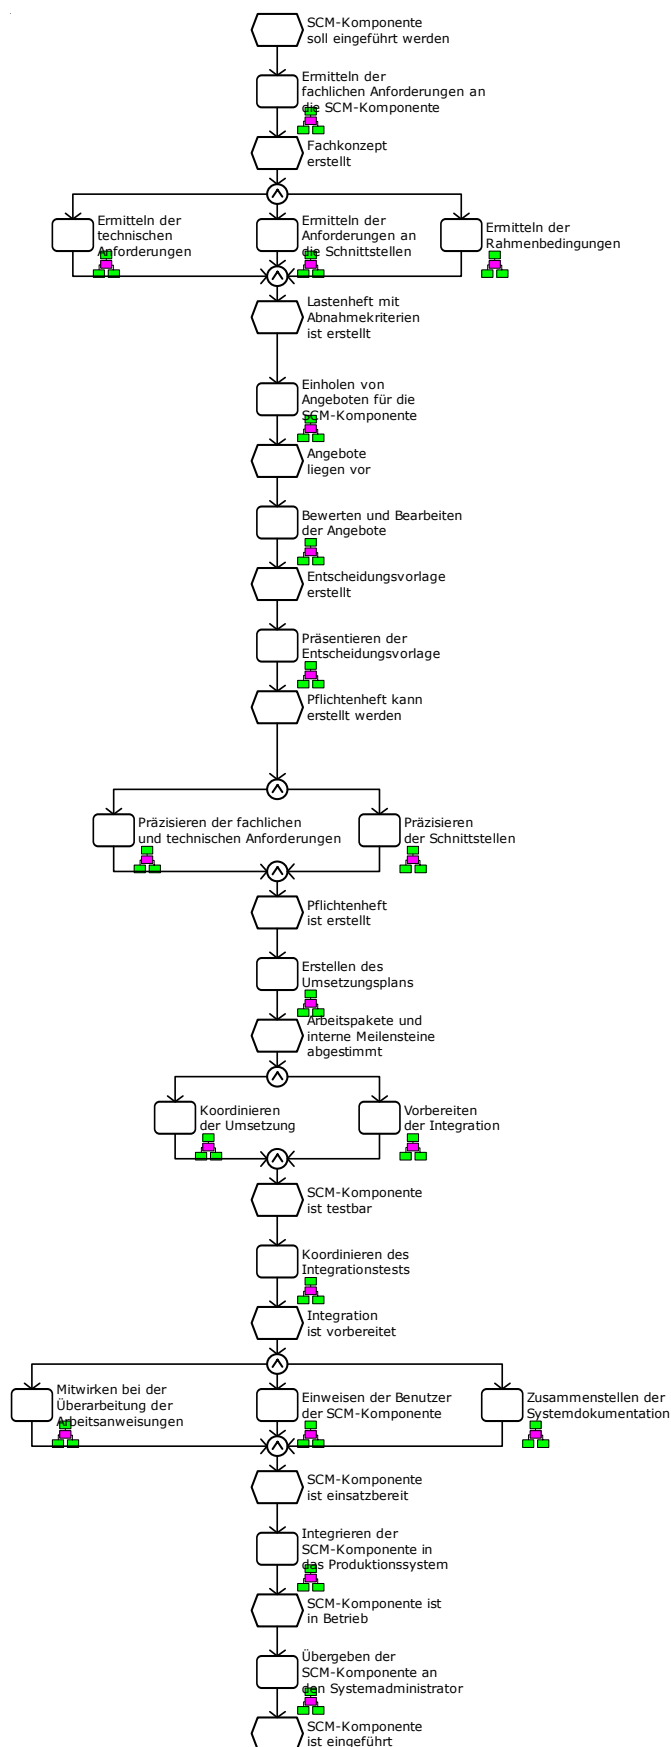 SCM-Komponente
soll eingeführt werden
Ermitteln der
fachlichen Anforderungen an
die SCM-Komponente
Fachkonzept
erstellt
Ermitteln der
technischen
Anforderungen
Ermitteln der
Anforderungen an
die Schnittstellen
Ermitteln der
Rahmenbedingungen
Lastenheft mit
Abnahmekriterien
ist erstellt
Einholen von
Angeboten für die
SCM-Komponente
Angebote
liegen vor
Bewerten und Bearbeiten
der Angebote
Entscheidungsvorlage
erstellt
Präsentieren der
Entscheidungsvorlage
Pflichtenheft kann
erstellt werden
Präzisieren der fachlichen
und technischen Anforderungen
Präzisieren
der Schnittstellen
Pflichtenheft
ist erstellt
Erstellen des
Umsetzungsplans
Arbeitspakete und
interne Meilensteine
abgestimmt
Koordinieren
der Umsetzung
Vorbereiten
der Integration
SCM-Komponente
ist testbar
Koordinieren des
Integrationstests
Integration
ist vorbereitet
Mitwirken bei der
Überarbeitung der
Arbeitsanweisungen
Einweisen der Benutzer
der SCM-Komponente
Zusammenstellen der
Systemdokumentation
SCM-Komponente
ist einsatzbereit
Integrieren der
SCM-Komponente in
das Produktionssystem
SCM-Komponente ist
in Betrieb
Übergeben der
SCM-Komponente an
den Systemadministrator
SCM-Komponente
ist eingeführt